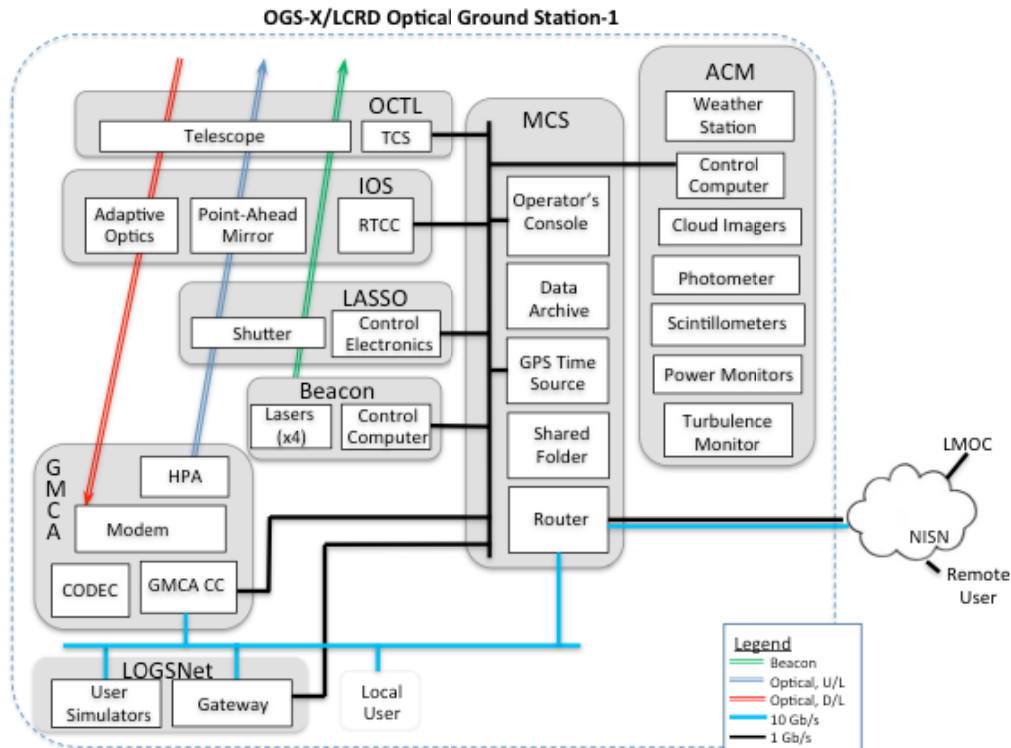 OGS-X/LCRD Optical Ground Station-1
OCTL
Telescope
TCS
IOS
Adaptive
Optics
Point-Ahead
Mirror
RTCC
LASSO
Shutter
Control
Electronics
Beacon
Lasers
(x4)
Control
Computer
G
M
C
A
HPA
Modem
CODEC
GMCA CC
LOGSNet
User
Simulators
Gateway
Local
User
MCS
Operator's
Console
Data
Archive
GPS Time
Source
Shared
Folder
Router
ACM
Weather
Station
Control
Computer
Cloud Imagers
Photometer
Scintillometers
Power Monitors
Turbulence
Monitor
LMOC
NISN
Remote
User
Legend
Beacon
Optical, U/L
Optical, D/L
10 Gb/s
1 Gb/s